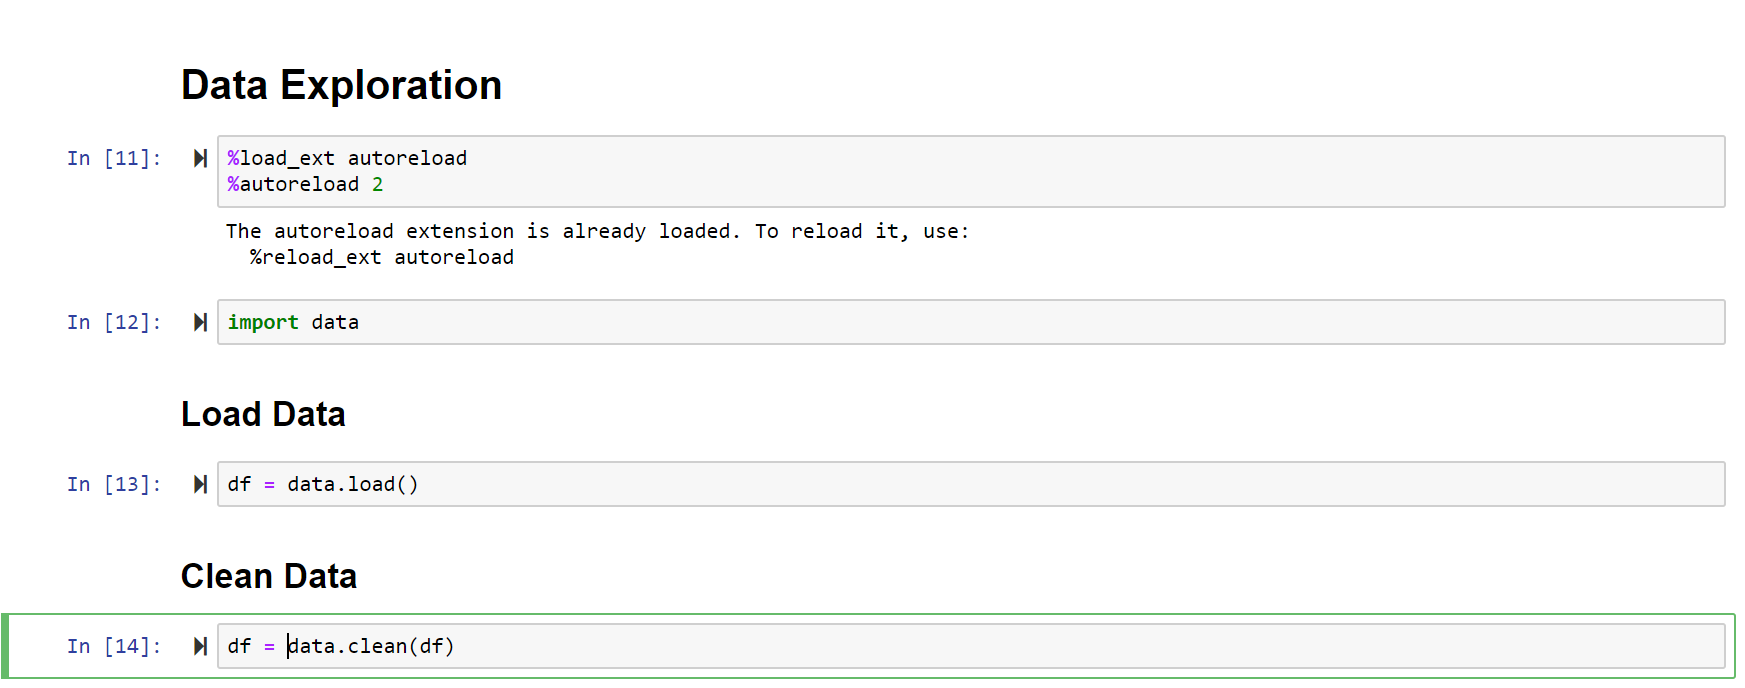 Data Exploration
In [11]: %load_ext autoreload
%autoreload 2
The autoreload extension is already loaded. To reload it, use:
  %reload_ext autoreload
In [12]: import data
Load Data
In [13]: df = data.load()
Clean Data
In [14]: df = data.clean(df)